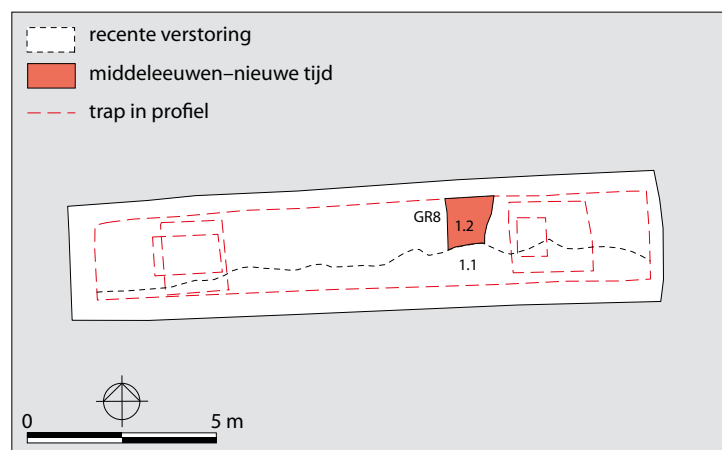 recente verstoring
middeleeuwen–nieuwe tijd
trap in profiel
GR8
1.2
1.1
0 5 m